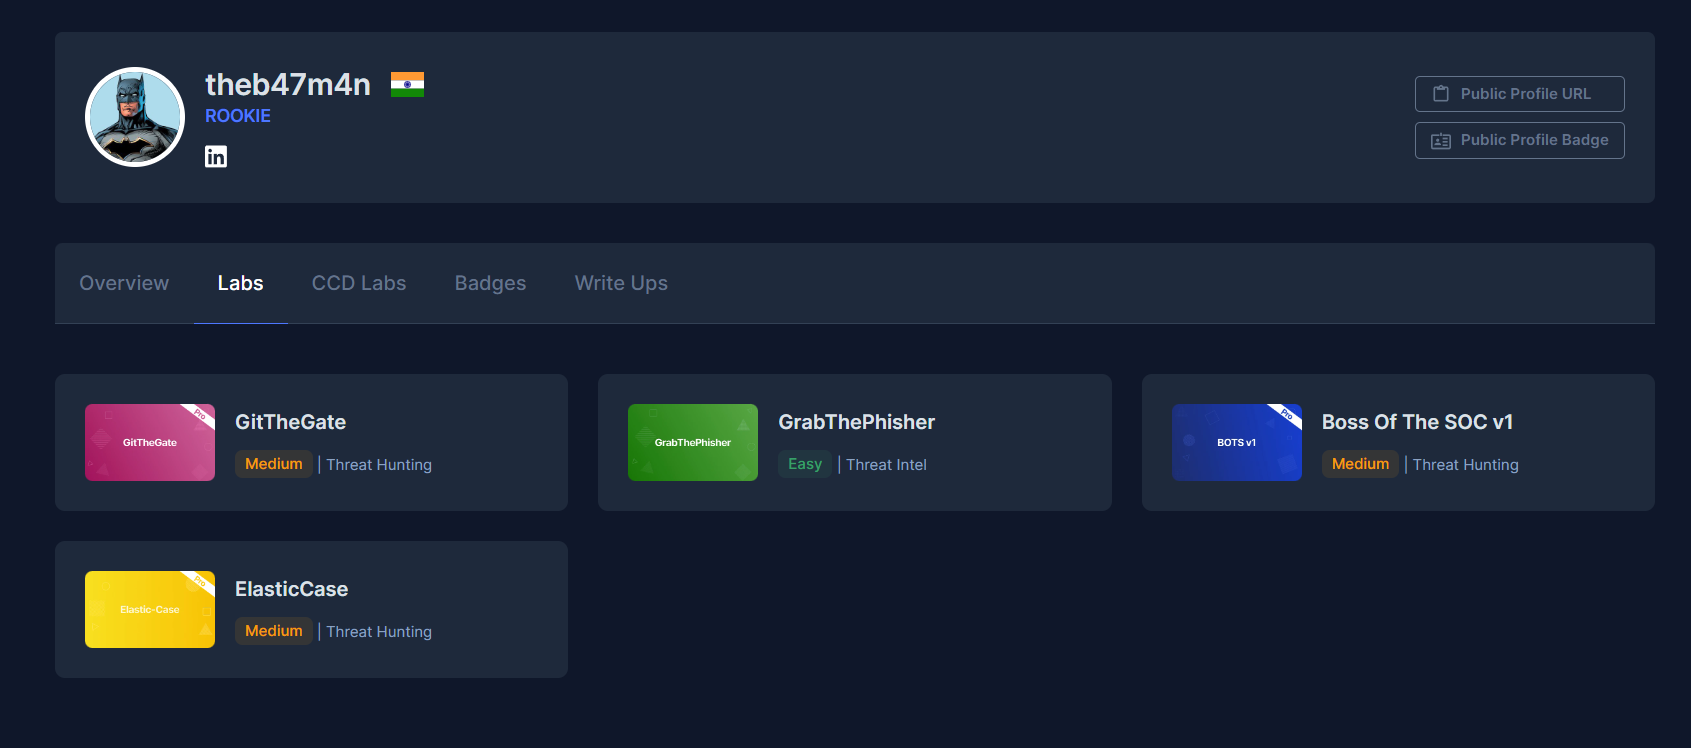 theb47m4n
ROOKIE
in
Public Profile URL
Public Profile Badge
Overview Labs CCD Labs Badges Write Ups
Pro
GitTheGate
GitTheGate
Medium | Threat Hunting
GrabThePhisher
GrabThePhisher
Easy | Threat Intel
Pro
BOTS v1
Boss Of The SOC v1
Medium | Threat Hunting
Pro
Elastic-Case
ElasticCase
Medium | Threat Hunting